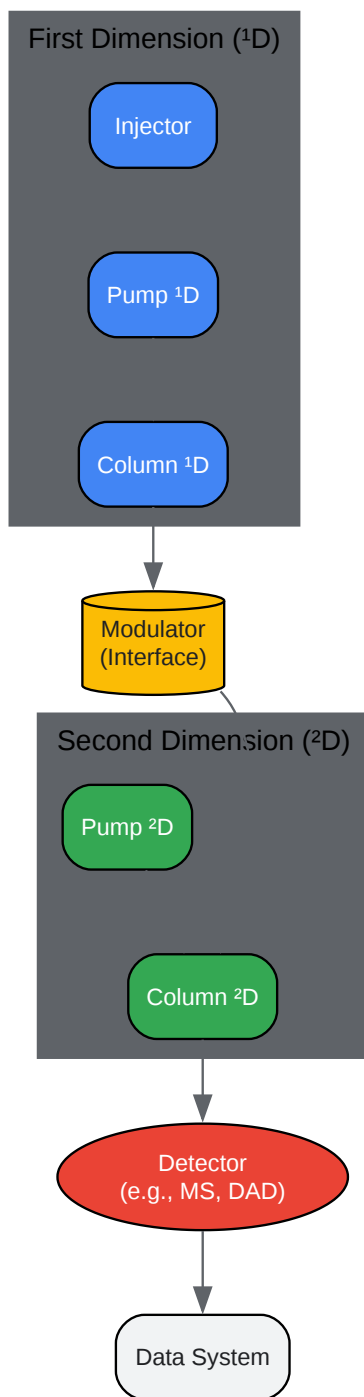 First Dimension (¹D)
Injector
Pump ¹D
Column ¹D
Modulator
(Interface)
Second Dimension (²D)
Pump ²D
Column ²D
Detector
(e.g., MS, DAD)
Data System